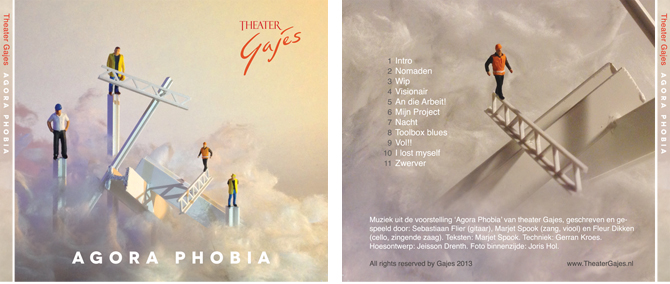 Theater Gajes AGORA PHOBIA
THEATER
Gajes
AGORA PHOBIA
1 Intro
2 Nomaden
3 Wip
4 Visionair
5 An die Arbeit!
6 Mijn Project
7 Nacht
8 Toolbox blues
9 Vol!!
10 I lost myself
11 Zwerver
Muziek uit de voorstelling 'Agora Phobia' van theater Gajes, geschreven en ge-
speeld door: Sebastiaan Flier (gitaar), Marjet Spook (zang, viool) en Fleur Dikken
(cello, zingende zaag). Teksten: Marjet Spook. Techniek: Gerran Kroes.
Hoesontwerp: Jeisson Drenth. Foto binnenzijde: Joris Hol.
All rights reserved by Gajes 2013
www.TheaterGajes.nl
Theater Gajes AGORA PHOBIA